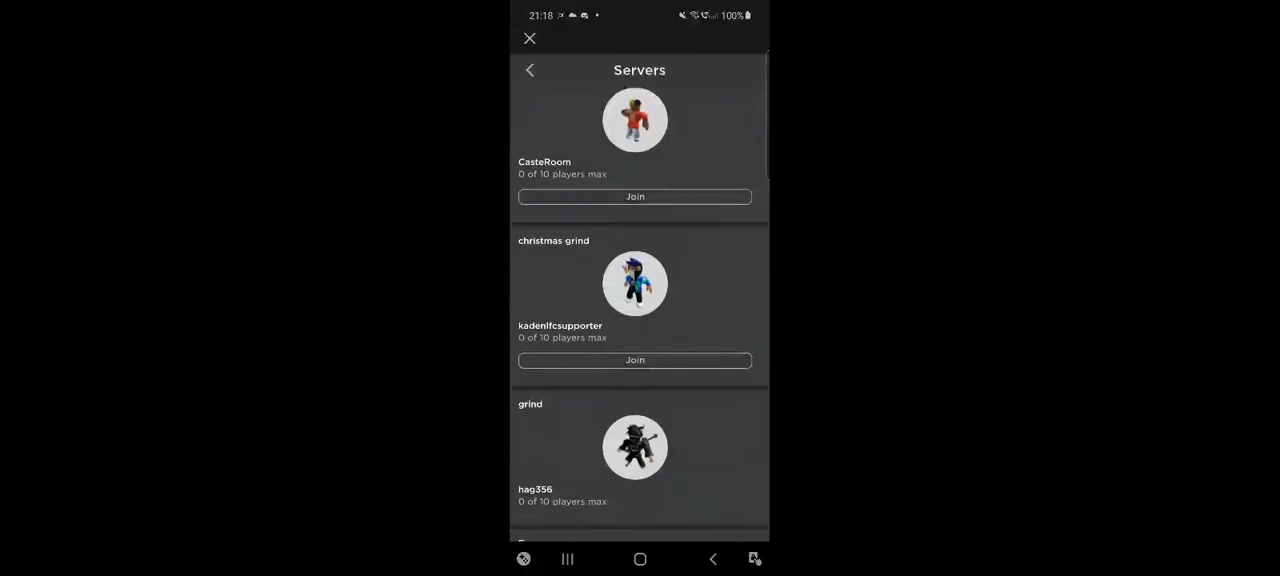 21:18
100%
Servers
CasteRoom
0 of 10 players max
Join
christmas grind
kadenlfcsupporter
0 of 10 players max
Join
grind
hag356
0 of 10 players max